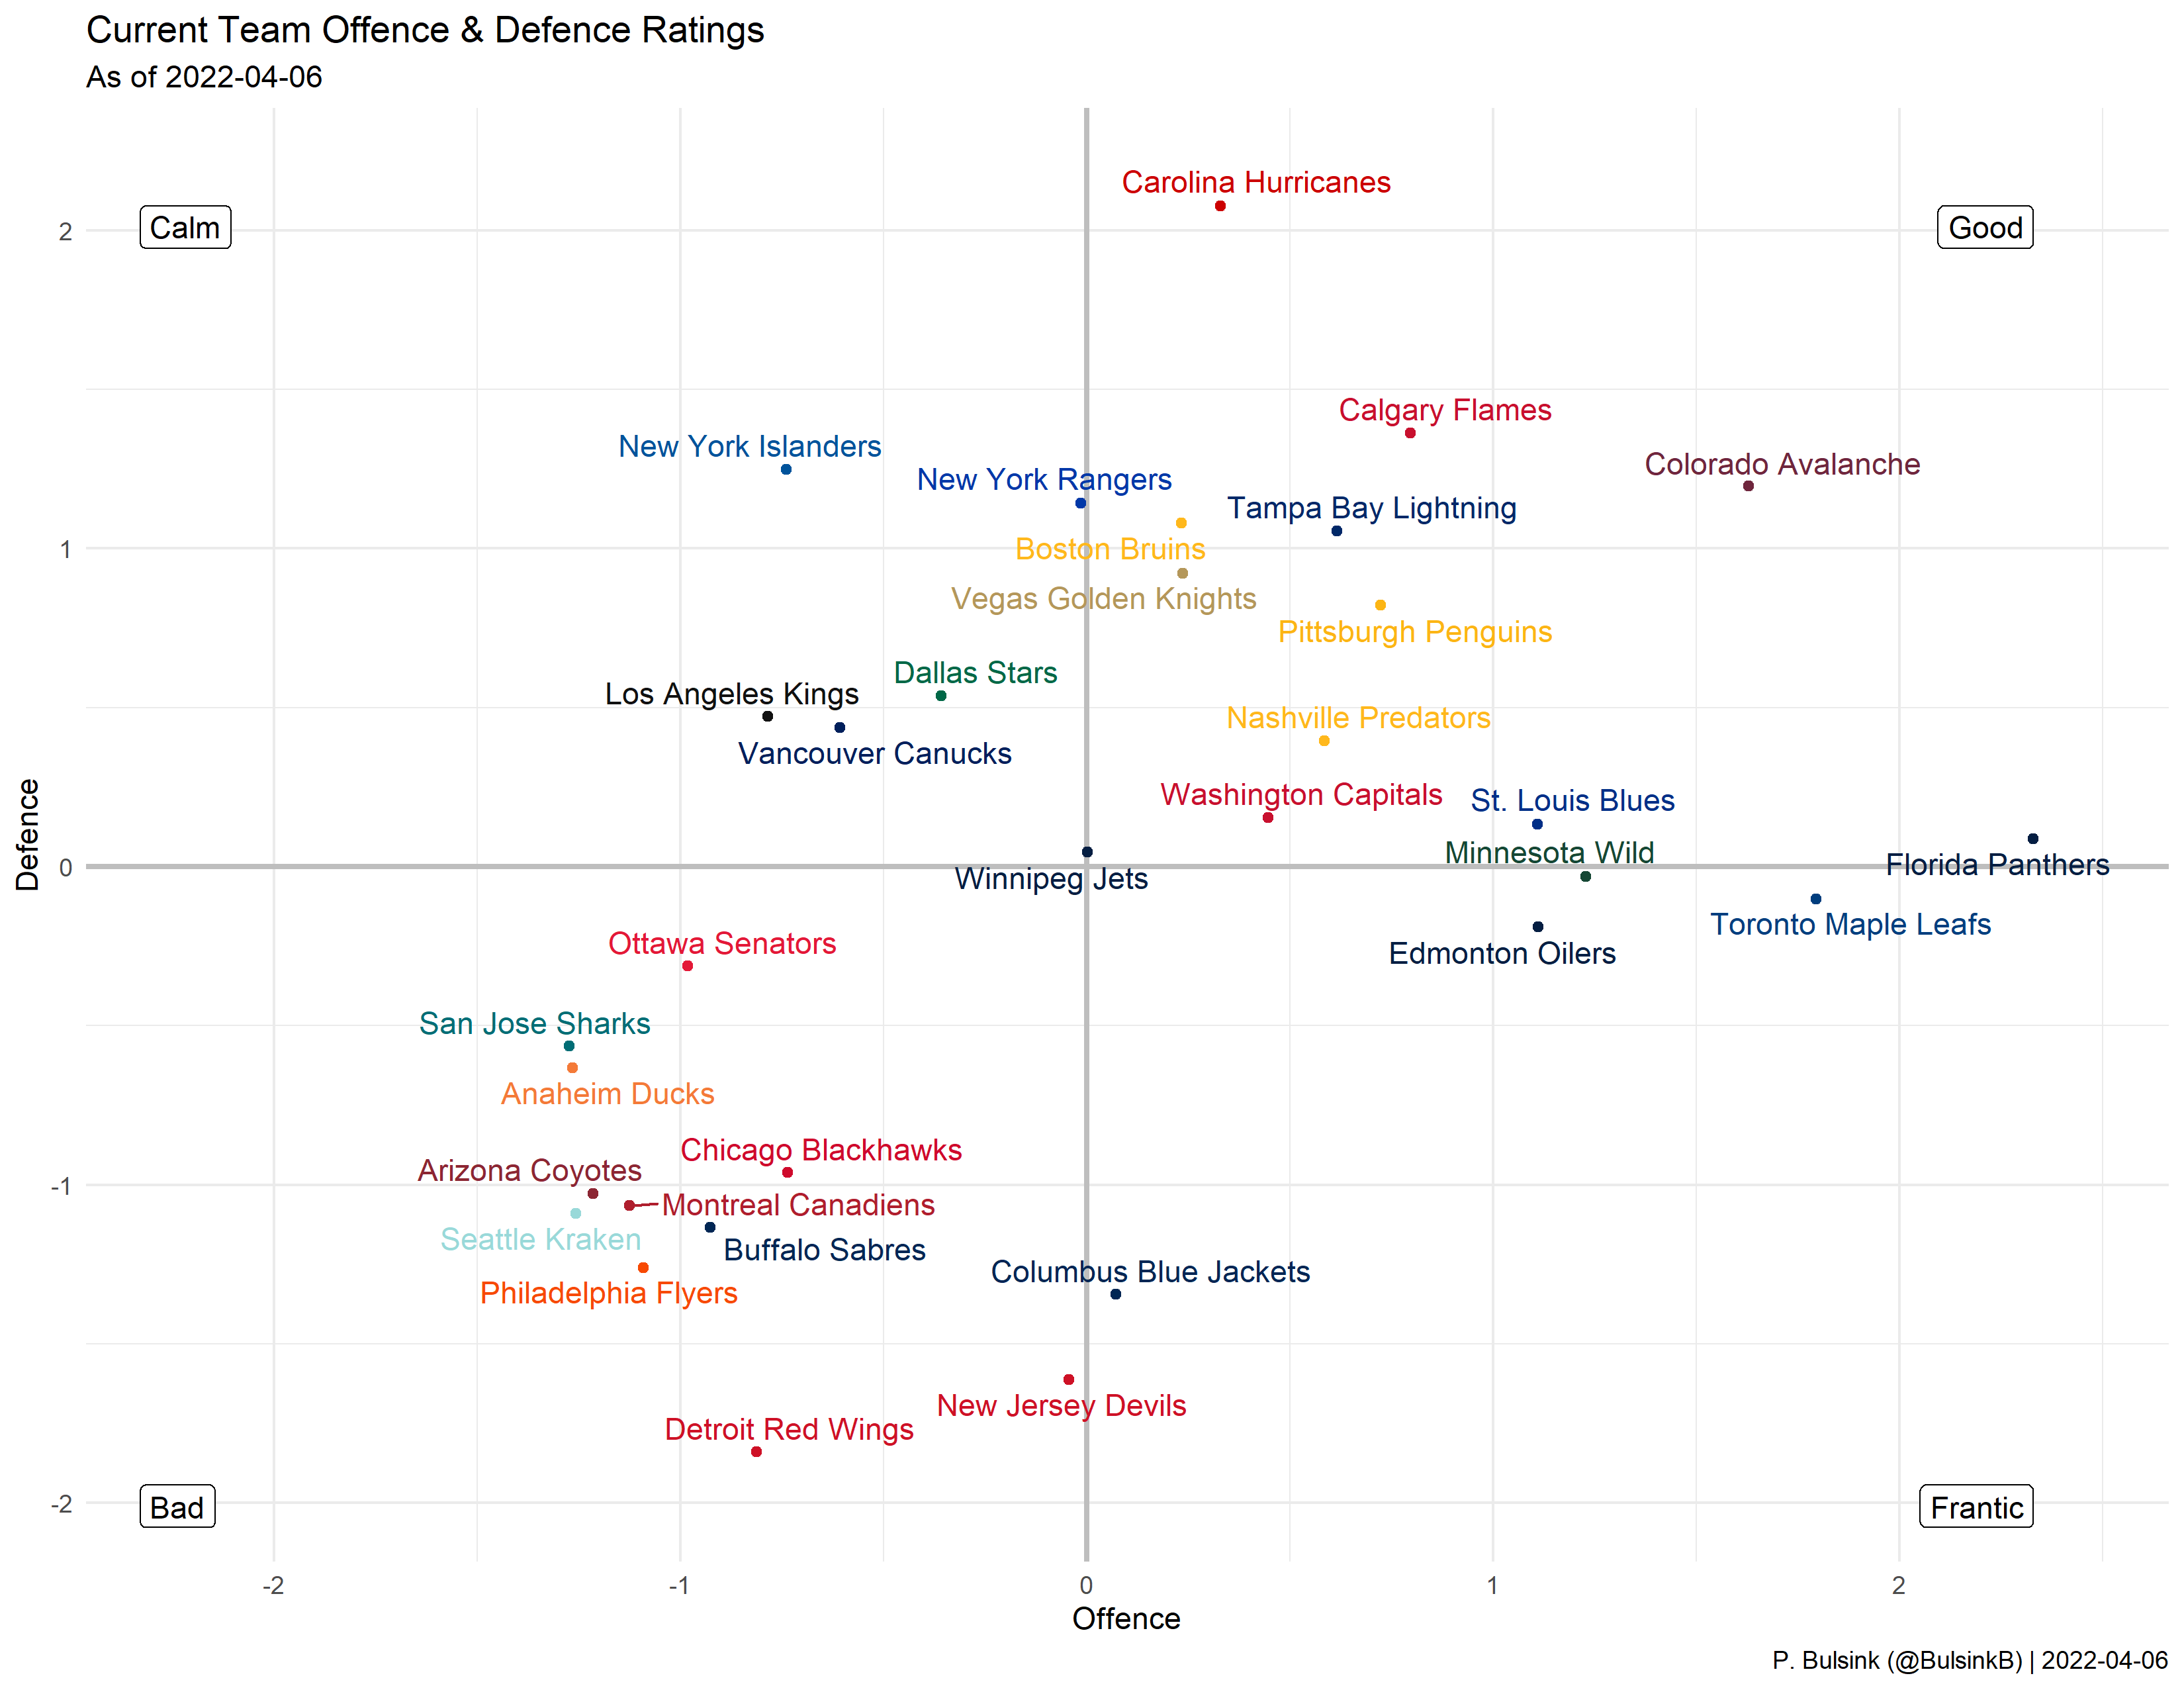 Current Team Offence & Defence Ratings
As of 2022-04-06
Carolina Hurricanes
Calm
Good
2
Calgary Flames
New York Islanders
Colorado Avalanche
New York Rangers
Tampa Bay Lightning
1
Boston Bruins
Vegas Golden Knights
Pittsburgh Penguins
Dallas Stars
Los Angeles Kings
Nashville Predators
Vancouver Canucks
Washington Capitals
St. Louis Blues
Defence
Minnesota Wild
0
Florida Panthers
Winnipeg Jets
Toronto Maple Leafs
Ottawa Senators
Edmonton Oilers
San Jose Sharks
Anaheim Ducks
Chicago Blackhawks
Arizona Coyotes
-1
Montreal Canadiens
Seattle Kraken
Buffalo Sabres
Columbus Blue Jackets
Philadelphia Flyers
New Jersey Devils
Detroit Red Wings
-2
Bad
Frantic
-2
-1
0
1
2
Offence
P. Bulsink (@BulsinkB) | 2022-04-06